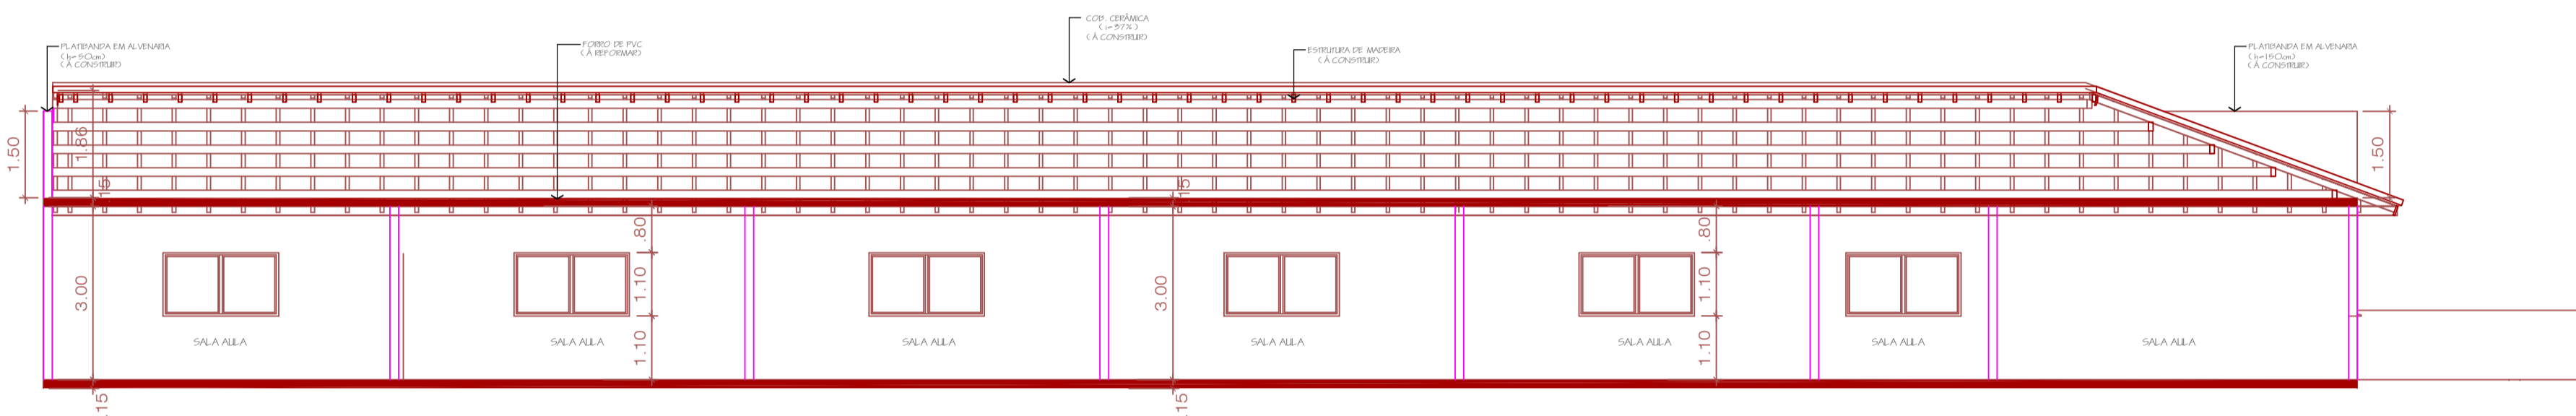 COB. CERÂMICA
(i=37%)
(À CONSTRUIR)
PLATIBANDA EM ALVENARIA
(h=50cm)
(À CONSTRUIR)
FORRO DE PVC
(À REFORMAR)
ESTRUTURA DE MADEIRA
(À CONSTRUIR)
PLATIBANDA EM ALVENARIA
(h=150cm)
(À CONSTRUIR)
1.50
1.86
.15
.15
1.50
3.00
.80
1.10
1.10
3.00
.80
1.10
1.10
SALA AULA
SALA AULA
SALA AULA
SALA AULA
SALA AULA
SALA AULA
SALA AULA
.15
.15